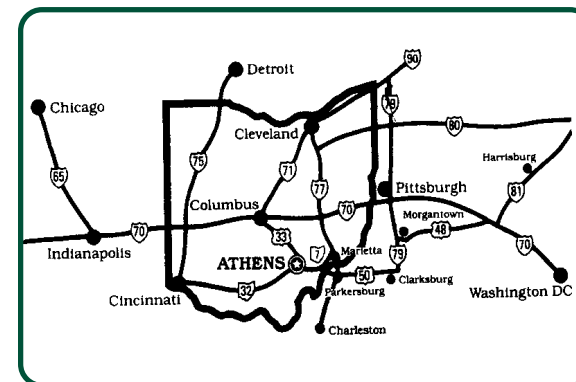 90
Detroit
Chicago
79
Cleveland
80
75
Harrisburg
71
65
77
81
Pittsburgh
Columbus
70
Morgantown
70
33
48
Indianapolis
ATHENS
7
Marietta
79
70
50
Clarksburg
32
Parkersburg
Cincinnati
Washington DC
Charleston